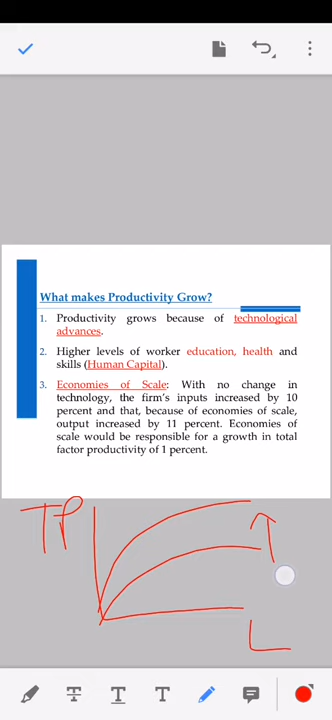 What makes Productivity Grow?
1. Productivity grows because of technological
advances.
2. Higher levels of worker education, health and
skills (Human Capital).
3. Economies of Scale: With no change in
technology, the firm's inputs increased by 10
percent and that, because of economies of scale,
output increased by 11 percent. Economies of
scale would be responsible for a growth in total
factor productivity of 1 percent.
TP
L
T
T
T